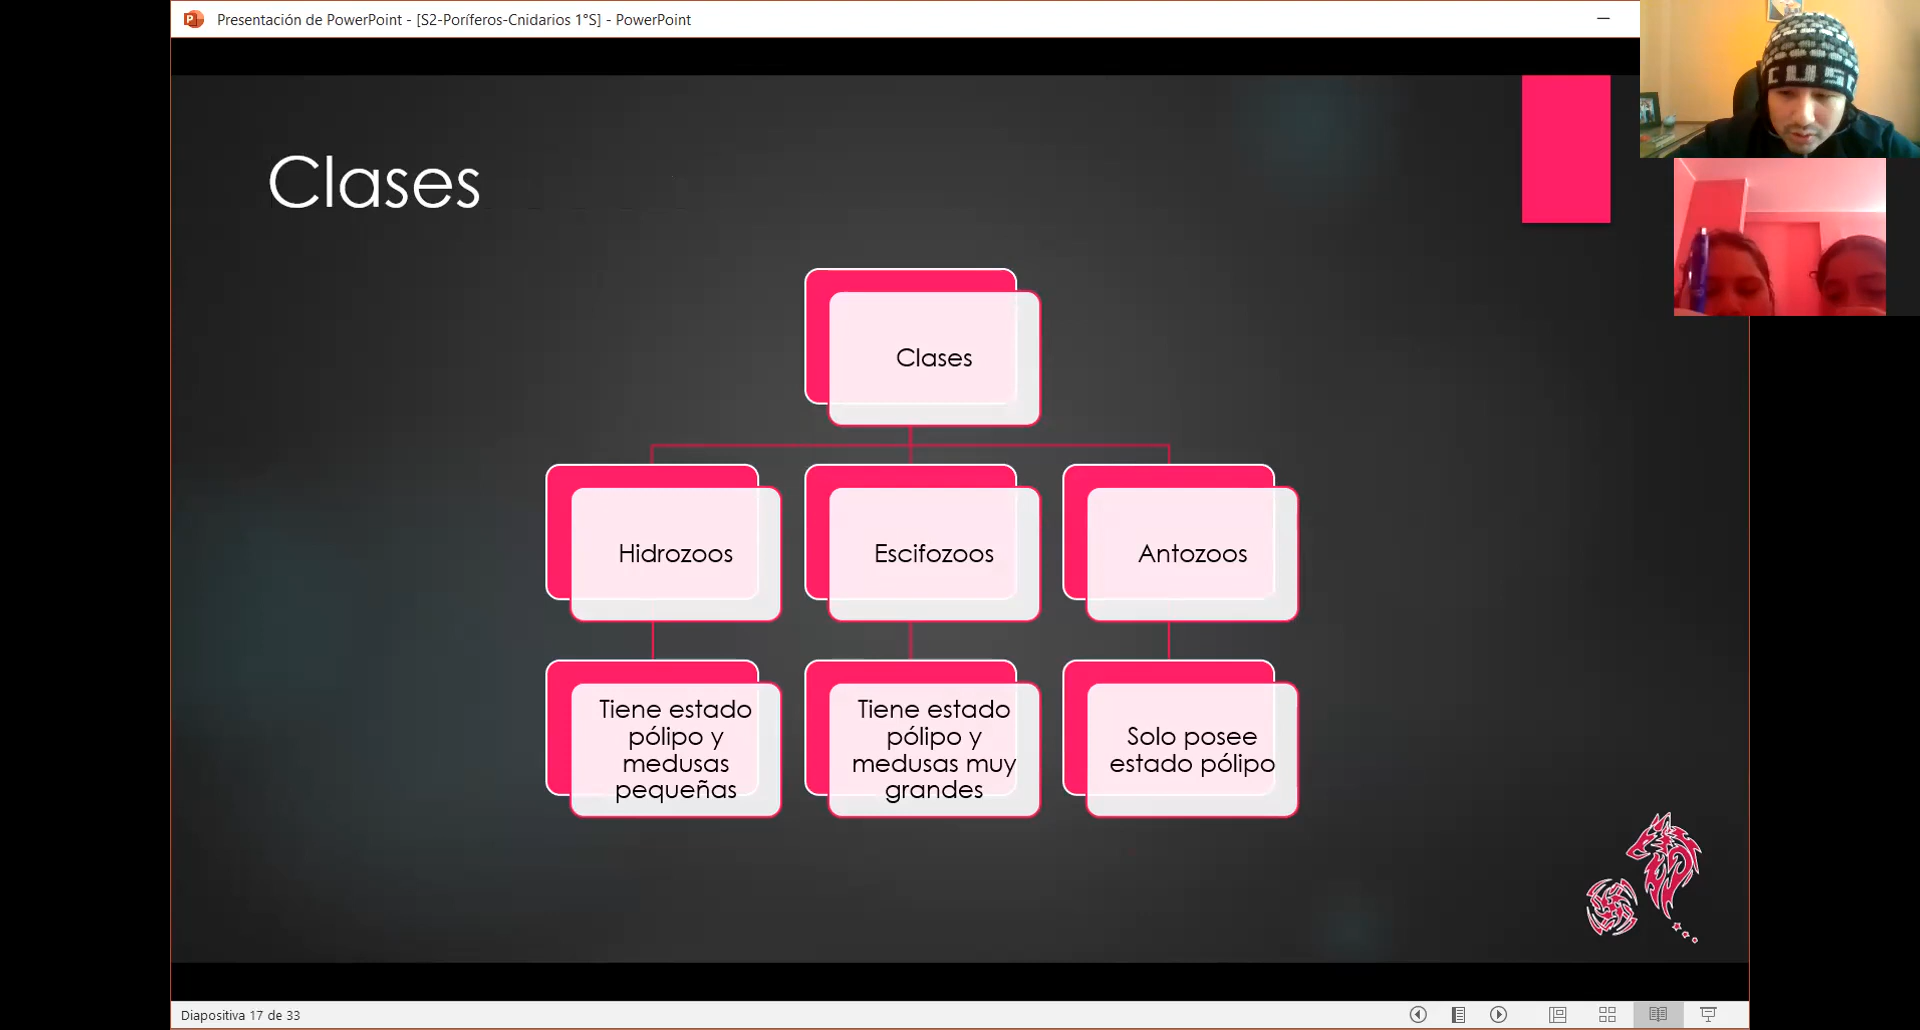 Presentación de PowerPoint - [S2-Poríferos-Cnidarios 1°S] - PowerPoint
Clases
Clases
Hidrozoos
Escifozoos
Antozoos
Tiene estado
pólipo y
medusas
pequeñas
Tiene estado
pólipo y
medusas muy
grandes
Solo posee
estado pólipo
Diapositiva 17 de 33